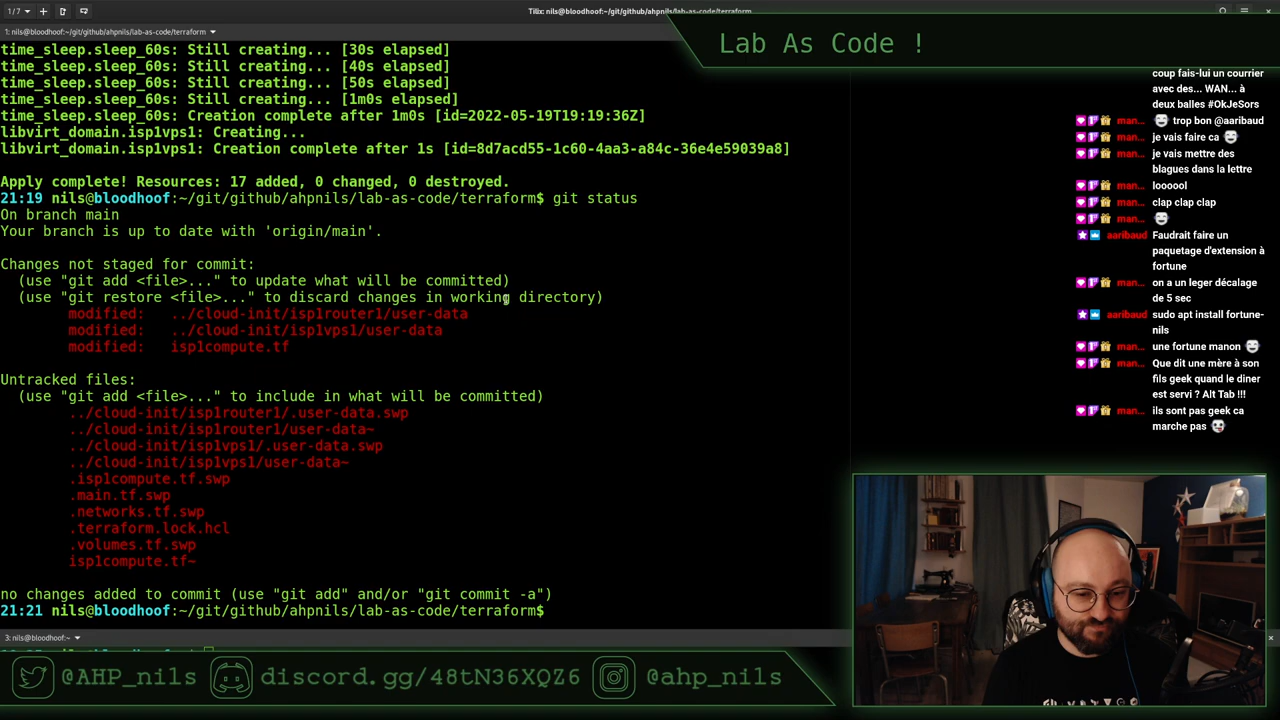 1/7
Tilix: nils@bloodhoof:~/git/github/ahpnils/lab-as-code/terraform
1: nils@bloodhoof:~/git/github/ahpnils/lab-as-code/terraform
time_sleep.sleep_60s: Still creating... [30s elapsed]
time_sleep.sleep_60s: Still creating... [40s elapsed]
time_sleep.sleep_60s: Still creating... [50s elapsed]
time_sleep.sleep_60s: Still creating... [1m0s elapsed]
time_sleep.sleep_60s: Creation complete after 1m0s [id=2022-05-19T19:19:36Z]
libvirt_domain.isp1vps1: Creating...
libvirt_domain.isp1vps1: Creation complete after 1s [id=8d7acd55-1c60-4aa3-a84c-36e4e59039a8]
Apply complete! Resources: 17 added, 0 changed, 0 destroyed.
21:19 nils@bloodhoof:~/git/github/ahpnils/lab-as-code/terraform$ git status
On branch main
Your branch is up to date with 'origin/main'.
Changes not staged for commit:
(use "git add <file>..." to update what will be committed)
(use "git restore <file>..." to discard changes in working directory)
modified:   ../cloud-init/isp1router1/user-data
modified:   ../cloud-init/isp1vps1/user-data
modified:   isp1compute.tf
Untracked files:
(use "git add <file>..." to include in what will be committed)
../cloud-init/isp1router1/.user-data.swp
../cloud-init/isp1router1/user-data~
../cloud-init/isp1vps1/.user-data.swp
../cloud-init/isp1vps1/user-data~
.isp1compute.tf.swp
.main.tf.swp
.networks.tf.swp
.terraform.lock.hcl
.volumes.tf.swp
isp1compute.tf~
no changes added to commit (use "git add" and/or "git commit -a")
21:21 nils@bloodhoof:~/git/github/ahpnils/lab-as-code/terraform$
3: nils@bloodhoof:~
Lab As Code !
coup fais-lui un courrier
avec des... WAN... à
deux balles #OkJeSors
man... trop bon @aaribaud
man... je vais faire ca
man... je vais mettre des
blagues dans la lettre
man... loooool
man... clap clap clap
man...
aaribaud Faudrait faire un
paquetage d'extension à
fortune
man... on a un leger décalage
de 5 sec
aaribaud sudo apt install fortune-
nils
man... une fortune manon
man... Que dit une mère à son
fils geek quand le diner
est servi ? Alt Tab !!!
man... ils sont pas geek ca
marche pas
@AHP_nils
discord.gg/48tN36XQZ6
@ahp_nils